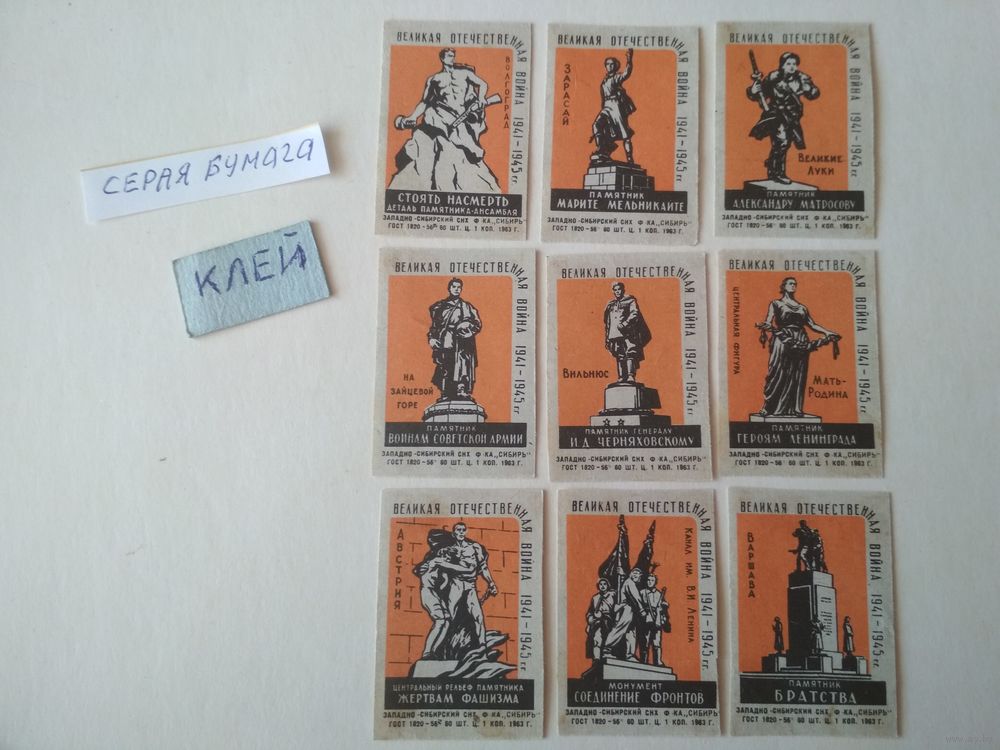 СЕРАЯ БУМАГА
КЛЕЙ
ВЕЛИКАЯ ОТЕЧЕСТВЕННАЯ ВОЙНА 1941-1945 гг.
ВОЛГОГРАД
СТОЯТЬ НАСМЕРТЬ
ДЕТАЛЬ ПАМЯТНИКА-АНСАМБЛЯ
ЗАПАДНО-СИБИРСКИЙ СНХ Ф-КА „СИБИРЬ"
ГОСТ 1820-56 60 ШТ. Ц. 1 КОП. 1963 Г.
ВЕЛИКАЯ ОТЕЧЕСТВЕННАЯ ВОЙНА 1941-1945 гг.
ЗАРАСАЙ
ПАМЯТНИК
МАРИТЕ МЕЛЬНИКАЙТЕ
ЗАПАДНО-СИБИРСКИЙ СНХ Ф-КА „СИБИРЬ"
ГОСТ 1820-56 60 ШТ. Ц. 1 КОП. 1963 Г.
ВЕЛИКАЯ ОТЕЧЕСТВЕННАЯ ВОЙНА 1941-1945 гг.
ВЕЛИКИЕ
ЛУКИ
ПАМЯТНИК
АЛЕКСАНДРУ МАТРОСОВУ
ЗАПАДНО-СИБИРСКИЙ СНХ Ф-КА „СИБИРЬ"
ГОСТ 1820-56 60 ШТ. Ц. 1 КОП. 1963 Г.
ВЕЛИКАЯ ОТЕЧЕСТВЕННАЯ ВОЙНА 1941-1945 гг.
НА
ЗАЙЦЕВОЙ
ГОРЕ
ПАМЯТНИК
ВОИНАМ СОВЕТСКОЙ АРМИИ
ЗАПАДНО-СИБИРСКИЙ СНХ Ф-КА „СИБИРЬ"
ГОСТ 1820-56 60 ШТ. Ц. 1 КОП. 1963 Г.
ВЕЛИКАЯ ОТЕЧЕСТВЕННАЯ ВОЙНА 1941-1945 гг.
ВИЛЬНЮС
ПАМЯТНИК ГЕНЕРАЛУ
И.Д. ЧЕРНЯХОВСКОМУ
ЗАПАДНО-СИБИРСКИЙ СНХ Ф-КА „СИБИРЬ"
ГОСТ 1820-56 60 ШТ. Ц. 1 КОП. 1963 Г.
ВЕЛИКАЯ ОТЕЧЕСТВЕННАЯ ВОЙНА 1941-1945 гг.
ЦЕНТРАЛЬНАЯ ФИГУРА
МАТЬ-
РОДИНА
ПАМЯТНИК
ГЕРОЯМ ЛЕНИНГРАДА
ЗАПАДНО-СИБИРСКИЙ СНХ Ф-КА „СИБИРЬ"
ГОСТ 1820-56 60 ШТ. Ц. 1 КОП. 1963 Г.
ВЕЛИКАЯ ОТЕЧЕСТВЕННАЯ ВОЙНА 1941-1945 гг.
АВСТРИЯ
ЦЕНТРАЛЬНЫЙ РЕЛЬЕФ ПАМЯТНИКА
ЖЕРТВАМ ФАШИЗМА
ЗАПАДНО-СИБИРСКИЙ СНХ Ф-КА „СИБИРЬ"
ГОСТ 1820-56 60 ШТ. Ц. 1 КОП. 1963 Г.
ВЕЛИКАЯ ОТЕЧЕСТВЕННАЯ ВОЙНА 1941-1945 гг.
КАНАЛ ИМ. В.И. ЛЕНИНА
МОНУМЕНТ
СОЕДИНЕНИЕ ФРОНТОВ
ЗАПАДНО-СИБИРСКИЙ СНХ Ф-КА „СИБИРЬ"
ГОСТ 1820-56 60 ШТ. Ц. 1 КОП. 1963 Г.
ВЕЛИКАЯ ОТЕЧЕСТВЕННАЯ ВОЙНА 1941-1945 гг.
ВАРШАВА
ПАМЯТНИК
БРАТСТВА
ЗАПАДНО-СИБИРСКИЙ СНХ Ф-КА „СИБИРЬ"
ГОСТ 1820-56 60 ШТ. Ц. 1 КОП. 1963 Г.